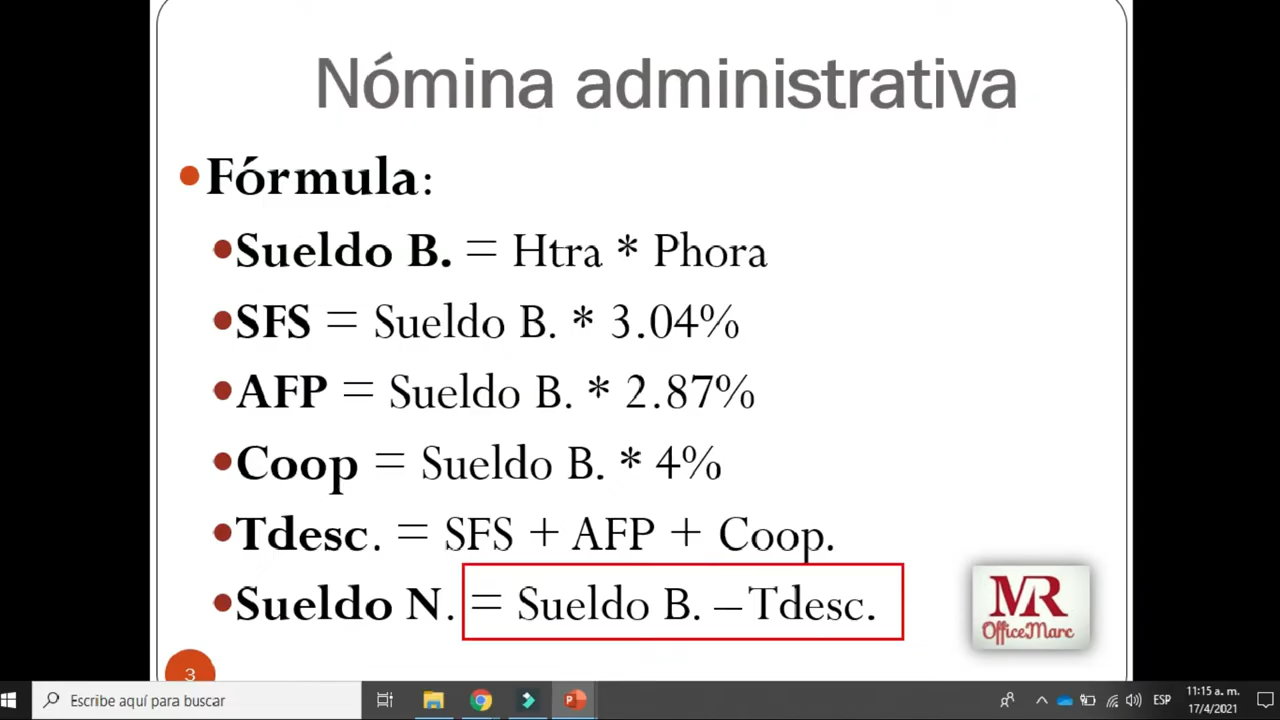 Nómina administrativa
Fórmula:
Sueldo B. = Htra * Phora
SFS = Sueldo B. * 3.04%
AFP = Sueldo B. * 2.87%
Coop = Sueldo B. * 4%
Tdesc. = SFS + AFP + Coop.
Sueldo N. = Sueldo B. – Tdesc.
MR
OfficeMarc
3
Escribe aquí para buscar
ESP
11:15 a. m.
17/4/2021